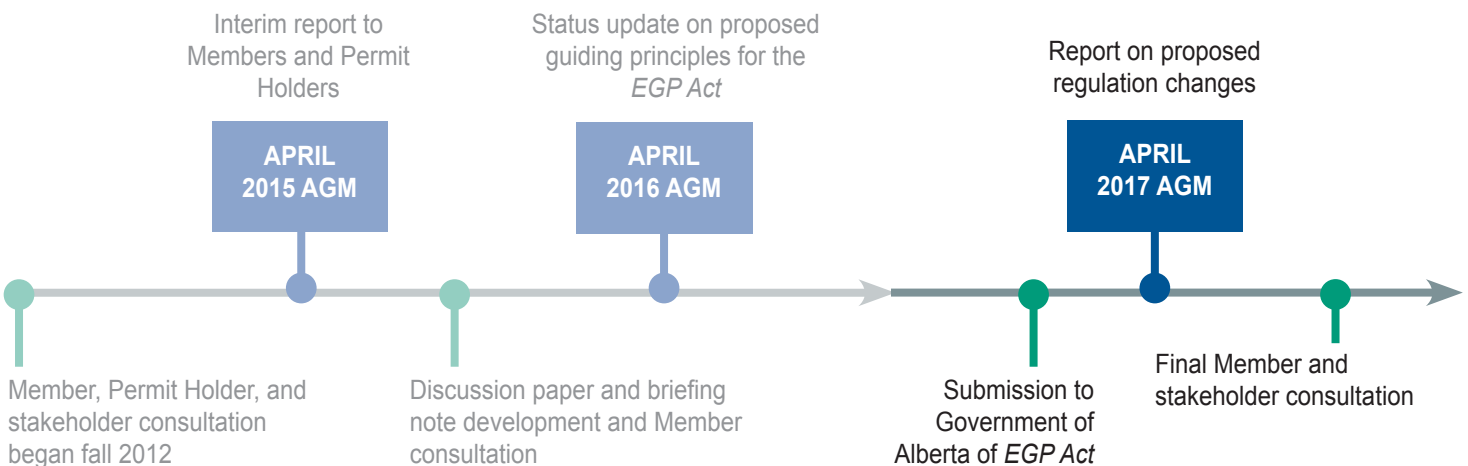 Interim report to
Members and Permit
Holders
APRIL
2015 AGM
Status update on proposed
guiding principles for the
EGP Act
APRIL
2016 AGM
Report on proposed
regulation changes
APRIL
2017 AGM
Member, Permit Holder, and
stakeholder consultation
began fall 2012
Discussion paper and briefing
note development and Member
consultation
Submission to
Government of
Alberta of EGP Act
Final Member and
stakeholder consultation